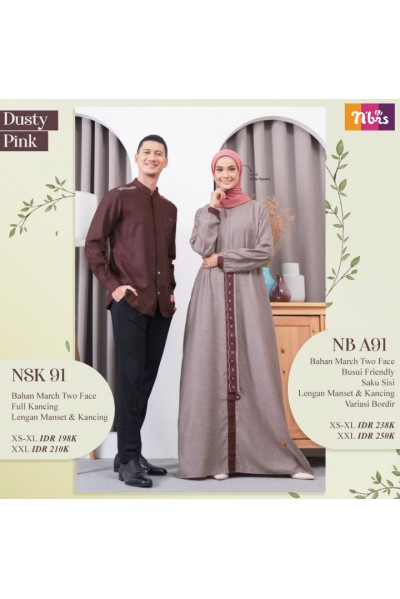 Dusty
Pink
Nbrs
NSK 91
Bahan March Two Face
Full Kancing
Lengan Manset & Kancing
XS-XL IDR 198K
XXL IDR 210K
NB A91
Bahan March Two Face
Busui Friendly
Saku Sisi
Lengan Manset & Kancing
Variasi Bordir
XS-XL IDR 238K
XXL IDR 250K